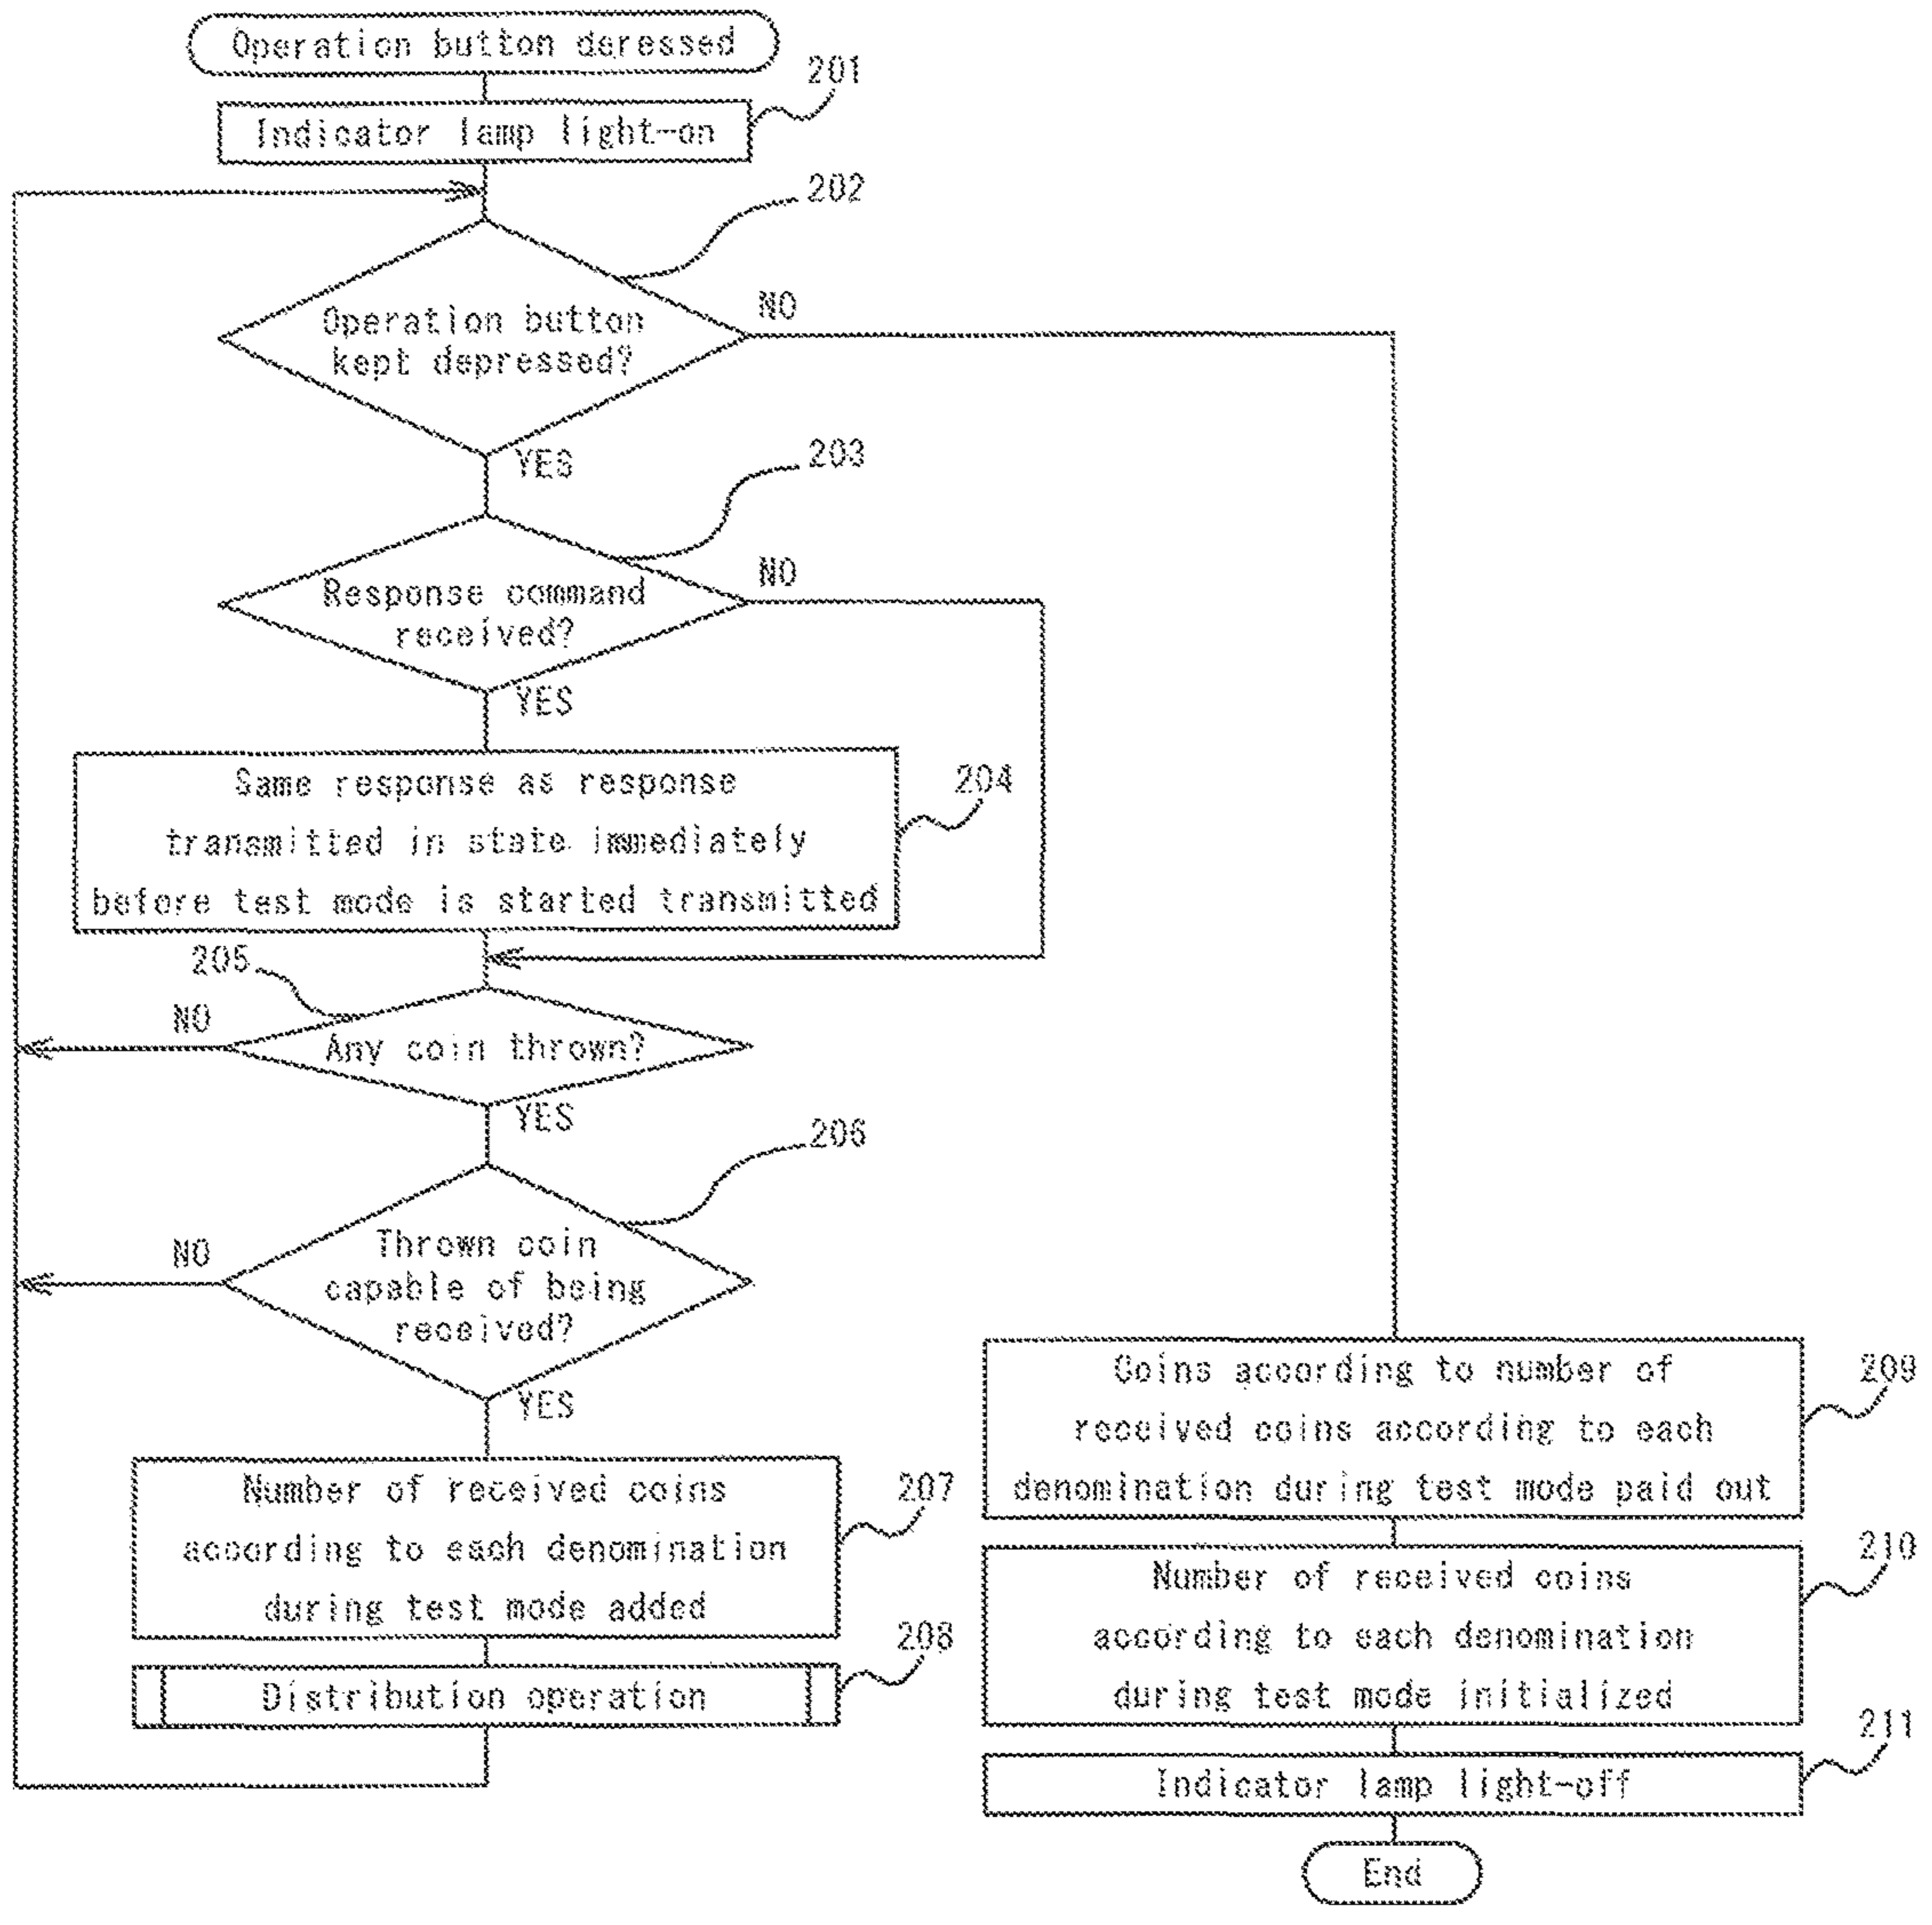 Operation button deressed
201
Indicator lamp light-on
202
Operation button
kept depressed?
NO
YES
203
Response command
received?
NO
YES
204
Same response as response
transmitted in state immediately
before test mode is started transmitted
205
NO
Any coin thrown?
YES
206
NO
Thrown coin
capable of being
received?
YES
207
Number of received coins
according to each denomination
during test mode added
208
Distribution operation
209
Coins according to number of
received coins according to each
denomination during test mode paid out
210
Number of received coins
according to each denomination
during test mode initialized
211
Indicator lamp light-off
End